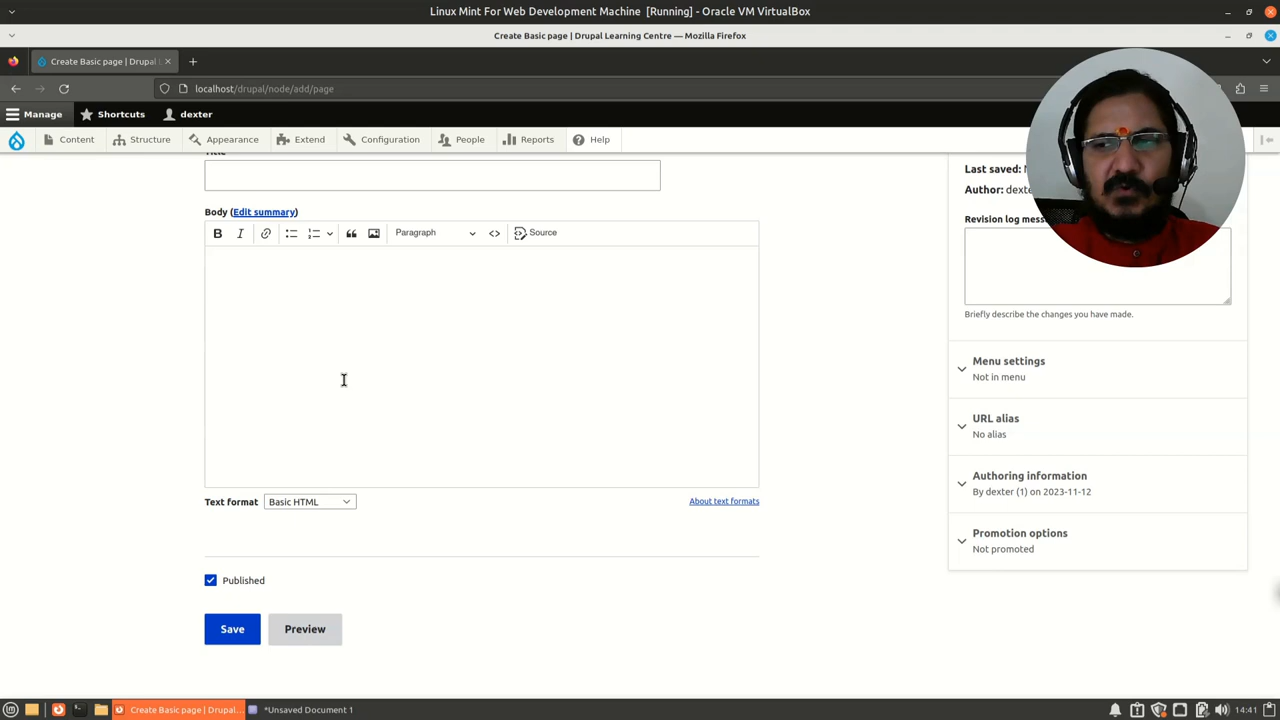 Linux Mint For Web Development Machine [Running] - Oracle VM VirtualBox
Create Basic page | Drupal Learning Centre — Mozilla Firefox
Create Basic page | Drupal L
localhost/drupal/node/add/page
Manage Shortcuts dexter
Content Structure Appearance Extend Configuration People Reports Help
Title
Last saved:
Author: dexte
Body (Edit summary)
Revision log mess
Paragraph Source
Briefly describe the changes you have made.
Menu settings
Not in menu
URL alias
No alias
Authoring information
By dexter (1) on 2023-11-12
Text format Basic HTML About text formats
Promotion options
Not promoted
Published
Save Preview
Create Basic page | Drupal... *Unsaved Document 1 14:41